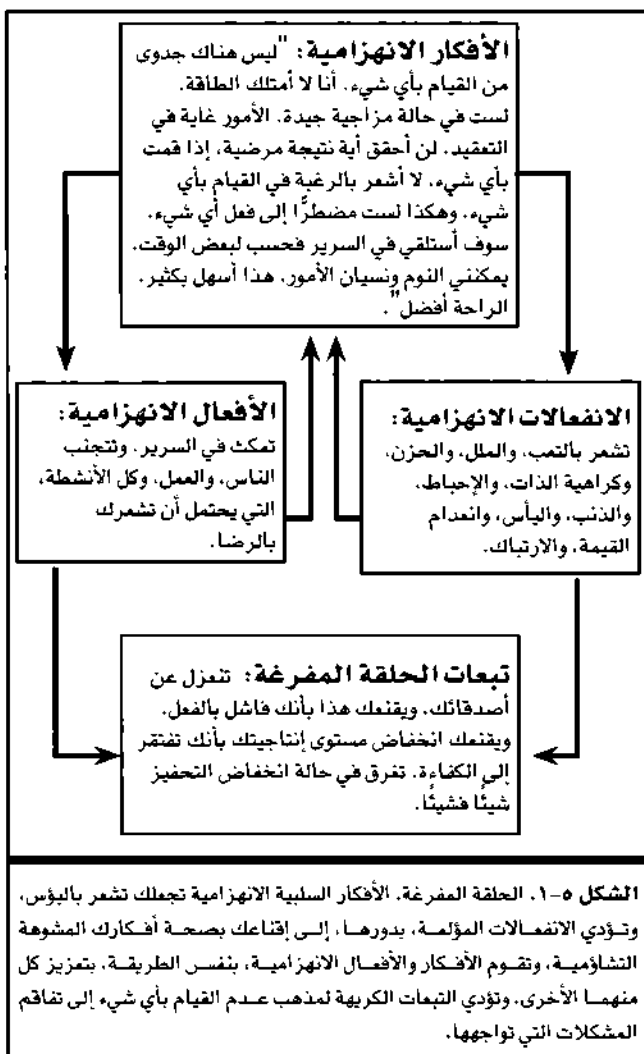 الأفكار الانهزامية: "ليس هناك جدوى
من القيام بأي شيء. أنا لا أمتلك الطاقة.
لست في حالة مزاجية جيدة. الأمور غاية في
التعقيد. لن أحقق أية نتيجة مرضية، إذا قمت
بأي شيء. لا أشعر بالرغبة في القيام بأي
شيء. وهكذا لست مضطرًّا إلى فعل أي شيء.
سوف أستلقي في السرير فحسب لبعض الوقت.
يمكنني النوم ونسيان الأمور. هذا أسهل بكثير.
الراحة أفضل".
الانفعالات الانهزامية:
تشعر بالتعب، والملل، والحزن،
وكراهية الذات، والإحباط،
والذنب، واليأس، وانعدام
القيمة، والارتباك.
الأفعال الانهزامية:
تمكث في السرير، وتتجنب
الناس، والعمل، وكل الأنشطة،
التي يحتمل أن تشعرك
بالرضا.
تبعات الحلقة المفرغة: تنعزل عن
أصدقائك. ويقنعك هذا بأنك فاشل بالفعل.
ويقنعك انخفاض مستوى إنتاجيتك بأنك تفتقر
إلى الكفاءة. تغرق في حالة انخفاض التحفيز
شيئًا فشيئًا.
الشكل ٥-١. الحلقة المفرغة. الأفكار السلبية الانهزامية تجعلك تشعر بالبؤس،
وتؤدي الانفعالات المؤلمة، بدورها، إلى إقناعك بصحة أفكارك المشوهة
التشاؤمية. وتقوم الأفكار والأفعال الانهزامية، بنفس الطريقة، بتعزيز كل
منهما الأخرى. وتؤدي التبعات الكريهة لمذهب عدم القيام بأي شيء إلى تفاقم
المشكلات التي تواجهها.